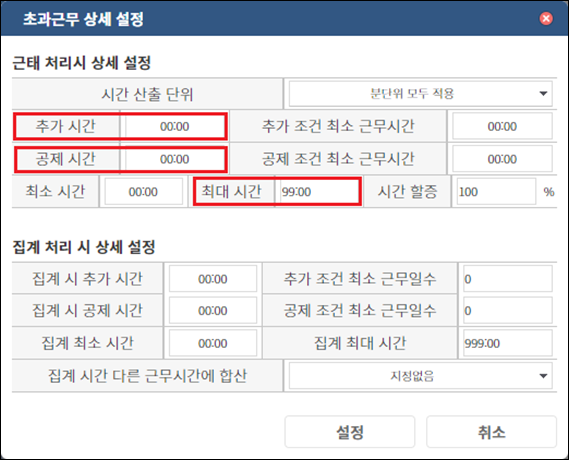 초과근무 상세 설정
근태 처리시 상세 설정
시간 산출 단위 분단위 모두 적용
추가 시간 00:00 추가 조건 최소 근무시간 00:00
공제 시간 00:00 공제 조건 최소 근무시간 00:00
최소 시간 00:00 최대 시간 99:00 시간 할증 100 %
집계 처리 시 상세 설정
집계 시 추가 시간 00:00 추가 조건 최소 근무일수 0
집계 시 공제 시간 00:00 공제 조건 최소 근무일수 0
집계 최소 시간 00:00 집계 최대 시간 999:00
집계 시간 다른 근무시간에 합산 지정없음
설정 취소